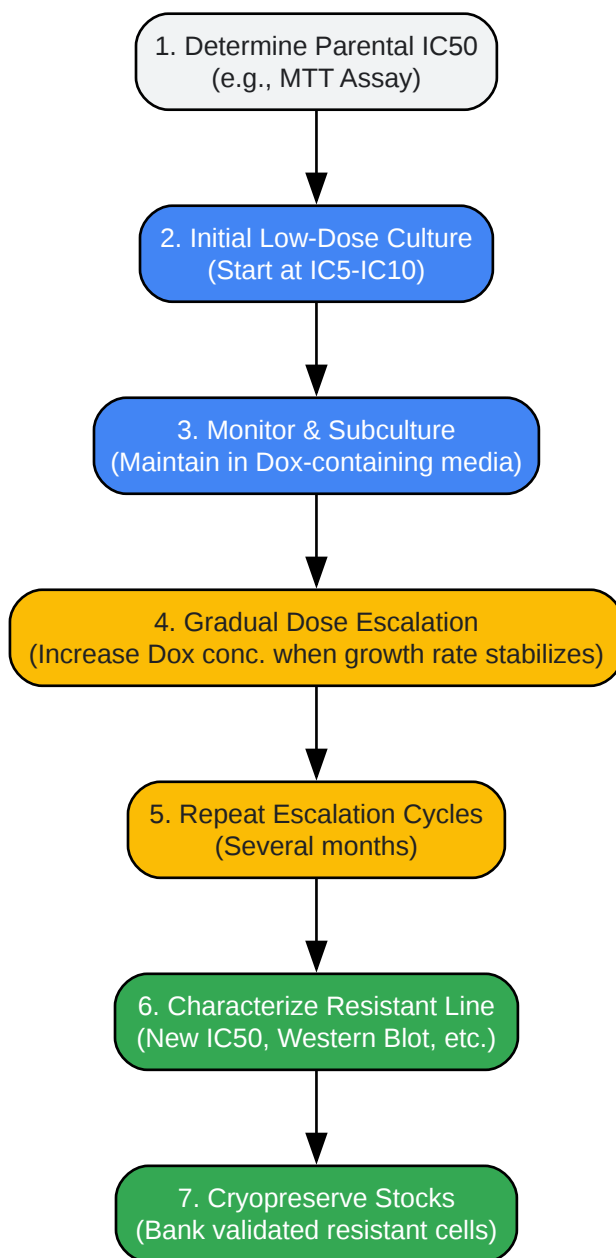 1. Determine Parental IC50
(e.g., MTT Assay)
2. Initial Low-Dose Culture
(Start at IC5-IC10)
3. Monitor & Subculture
(Maintain in Dox-containing media)
4. Gradual Dose Escalation
(Increase Dox conc. when growth rate stabilizes)
5. Repeat Escalation Cycles
(Several months)
6. Characterize Resistant Line
(New IC50, Western Blot, etc.)
7. Cryopreserve Stocks
(Bank validated resistant cells)